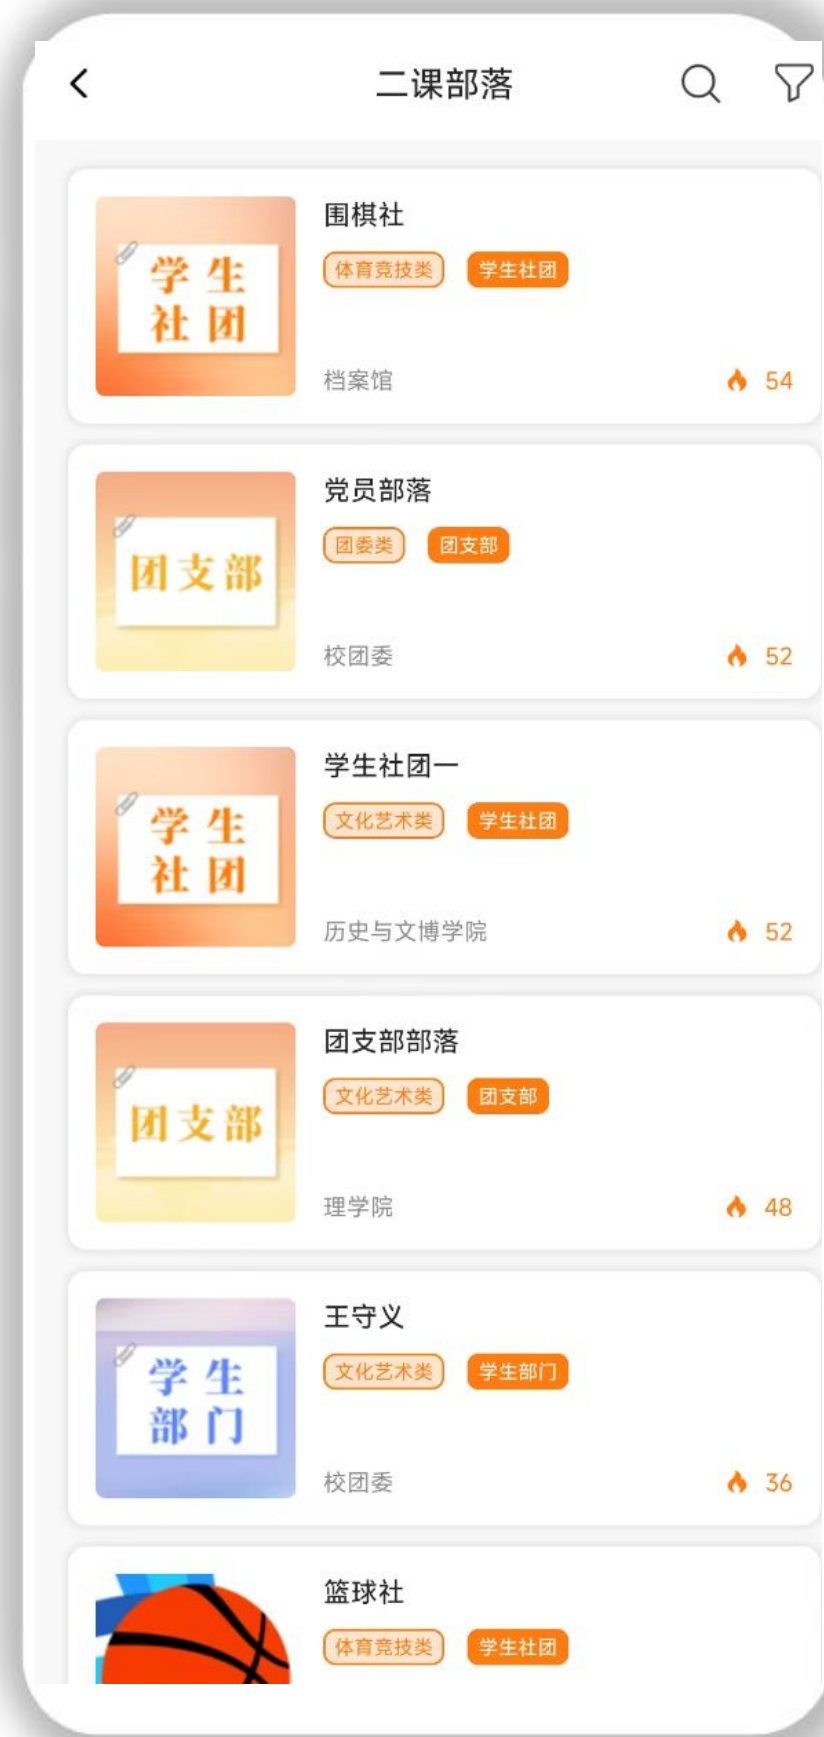 二课部落
学生
社团
围棋社
体育竞技类 学生社团
档案馆 54
团支部
党员部落
团委类 团支部
校团委 52
学生
社团
学生社团一
文化艺术类 学生社团
历史与文博学院 52
团支部
团支部部落
文化艺术类 团支部
理学院 48
学生
部门
王守义
文化艺术类 学生部门
校团委 36
篮球社
体育竞技类 学生社团